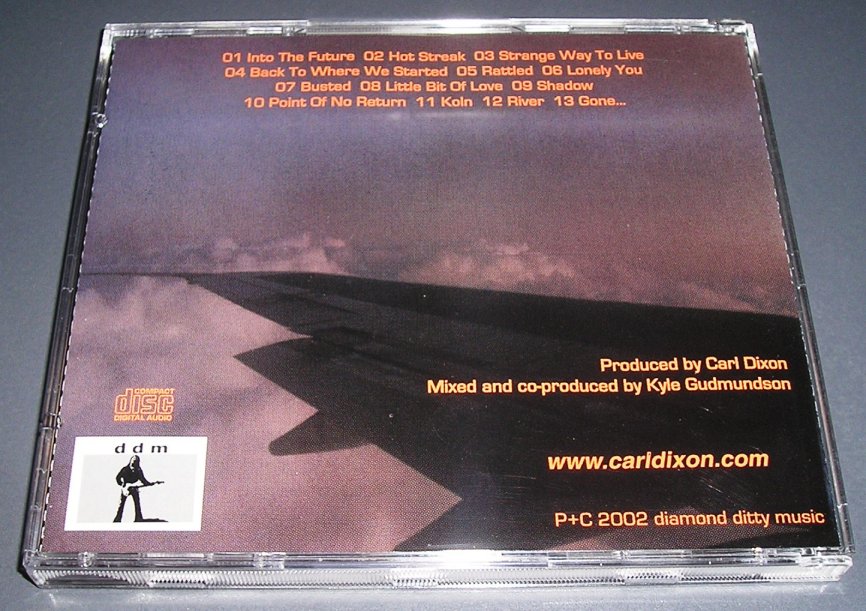 01 Into The Future 02 Hot Streak 03 Strange Way To Live
04 Back To Where We Started 05 Rattled 06 Lonely You
07 Busted 08 Little Bit Of Love 09 Shadow
10 Point Of No Return 11 Koln 12 River 13 Gone...
Produced by Carl Dixon
Mixed and co-produced by Kyle Gudmundson
COMPACT
disc
DIGITAL AUDIO
ddm
www.carldixon.com
P+C 2002 diamond ditty music